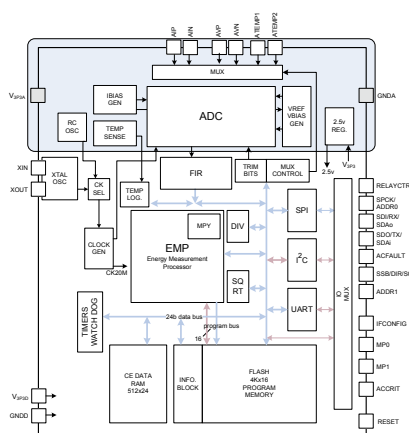 AIP
AIN
AVP
AVN
ATEMP1
ATEMP2
MUX
V3P3A
GNDA
IBIAS
GEN
ADC
VREF
VBIAS
GEN
2.5v
REG.
RC
OSC
TEMP
SENSE
2.5v
V3P3
XIN
XOUT
XTAL
OSC
CK
SEL
TEMP
LOG.
FIR
TRIM
BITS
MUX
CONTROL
RELAYCTR
SPCK/
ADDR0
SDI/RX/
SDAo
SDO/TX/
SDAi
ACFAULT
SSB/DIR/S
ADDR1
IFCONFIG
MP0
MP1
ACCRIT
RESET
CLOCK
GEN
CK20M
MPY
EMP
Energy Measurement
Processor
DIV
SQ
RT
SPI
I2C
UART
IO
MUX
TIMERS
WATCH DOG
24b data bus
program bus
16
V3P3D
GNDD
CE DATA
RAM
512x24
INFO.
BLOCK
FLASH
4Kx16
PROGRAM
MEMORY